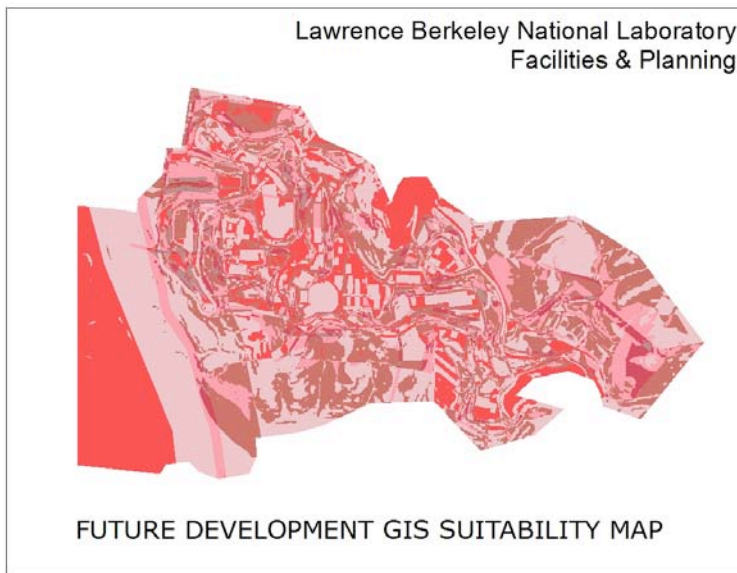 Lawrence Berkeley National Laboratory
Facilities & Planning
FUTURE DEVELOPMENT GIS SUITABILITY MAP